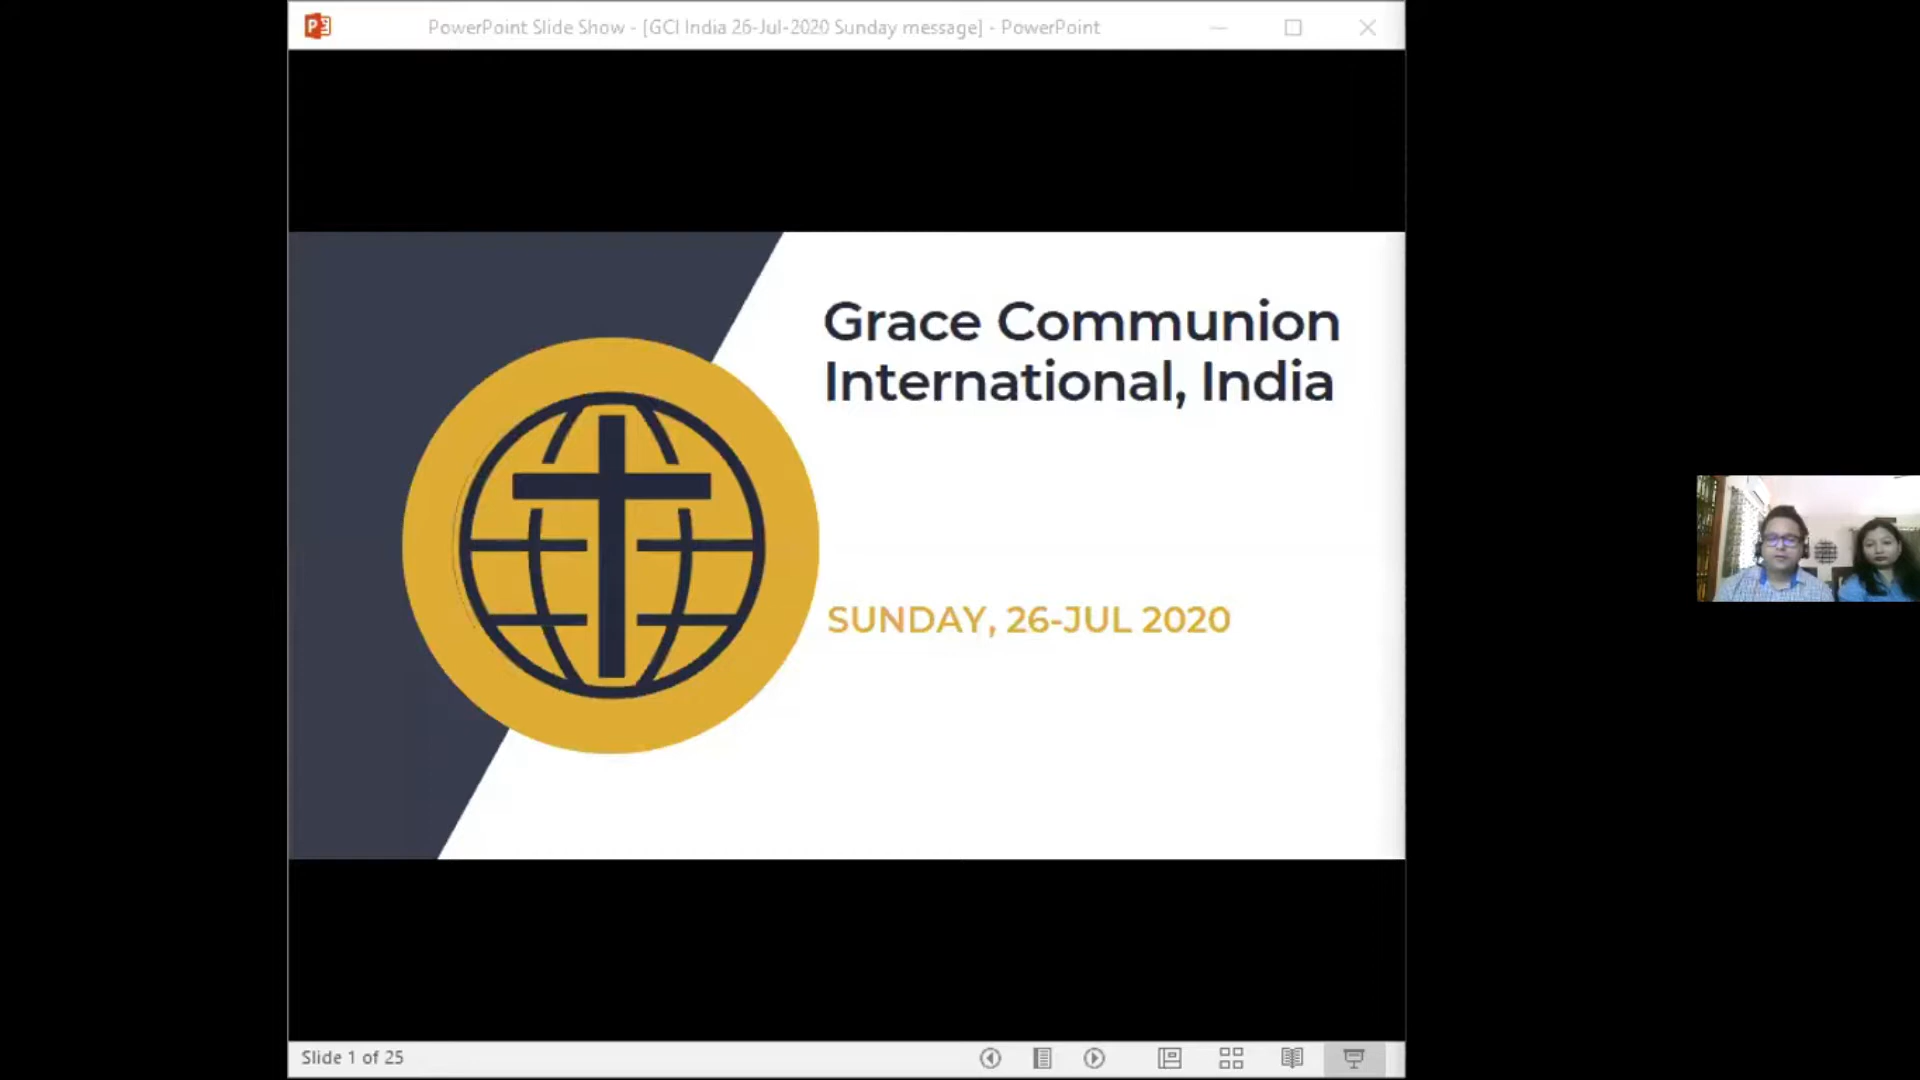 PowerPoint Slide Show - [GCI India 26-Jul-2020 Sunday message] - PowerPoint
Grace Communion
International, India
SUNDAY, 26-JUL 2020
Slide 1 of 25